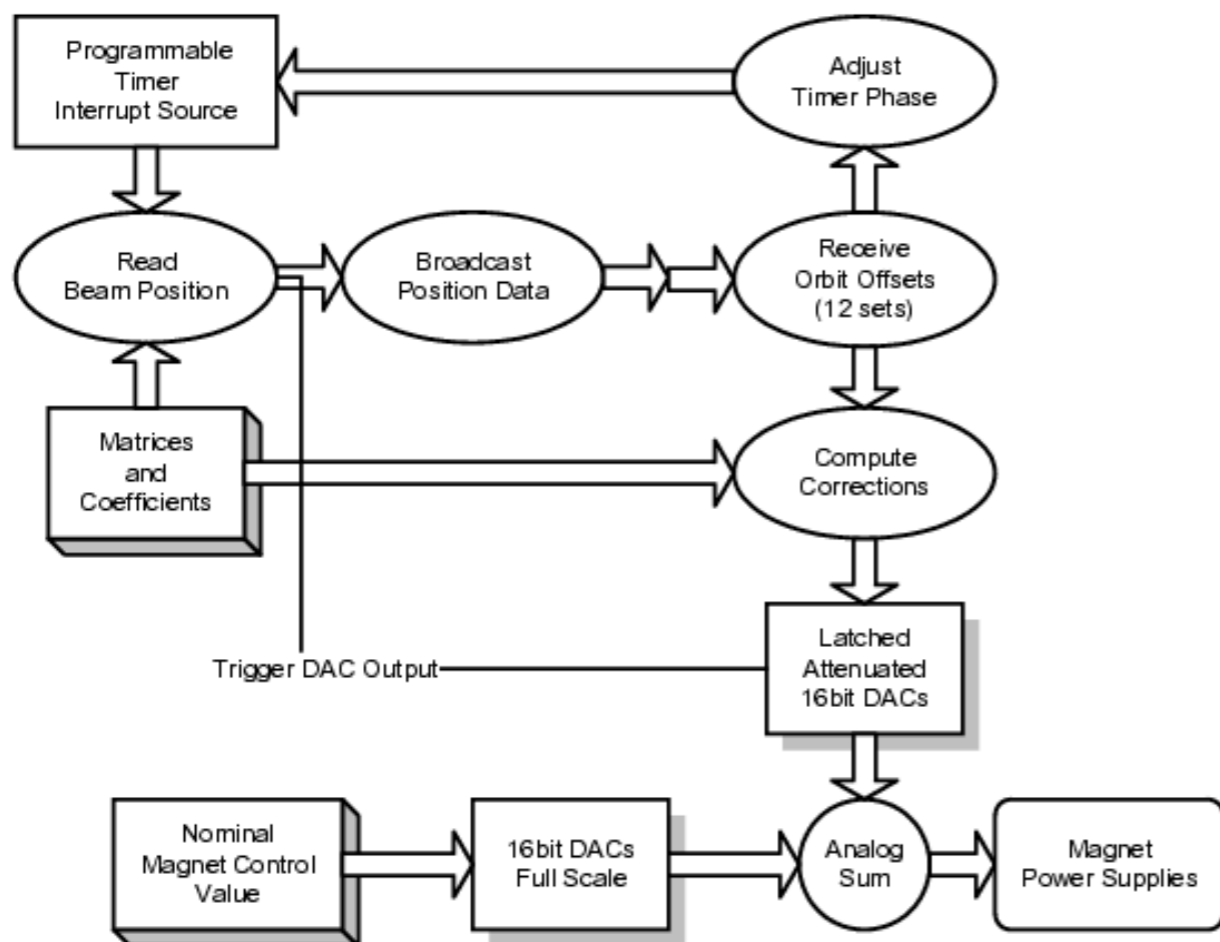 Programmable
Timer
Interrupt Source
Adjust
Timer Phase
Read
Beam Position
Broadcast
Position Data
Receive
Orbit Offsets
(12 sets)
Matrices
and
Coefficients
Compute
Corrections
Trigger DAC Output
Latched
Attenuated
16bit DACs
Nominal
Magnet Control
Value
16bit DACs
Full Scale
Analog
Sum
Magnet
Power Supplies